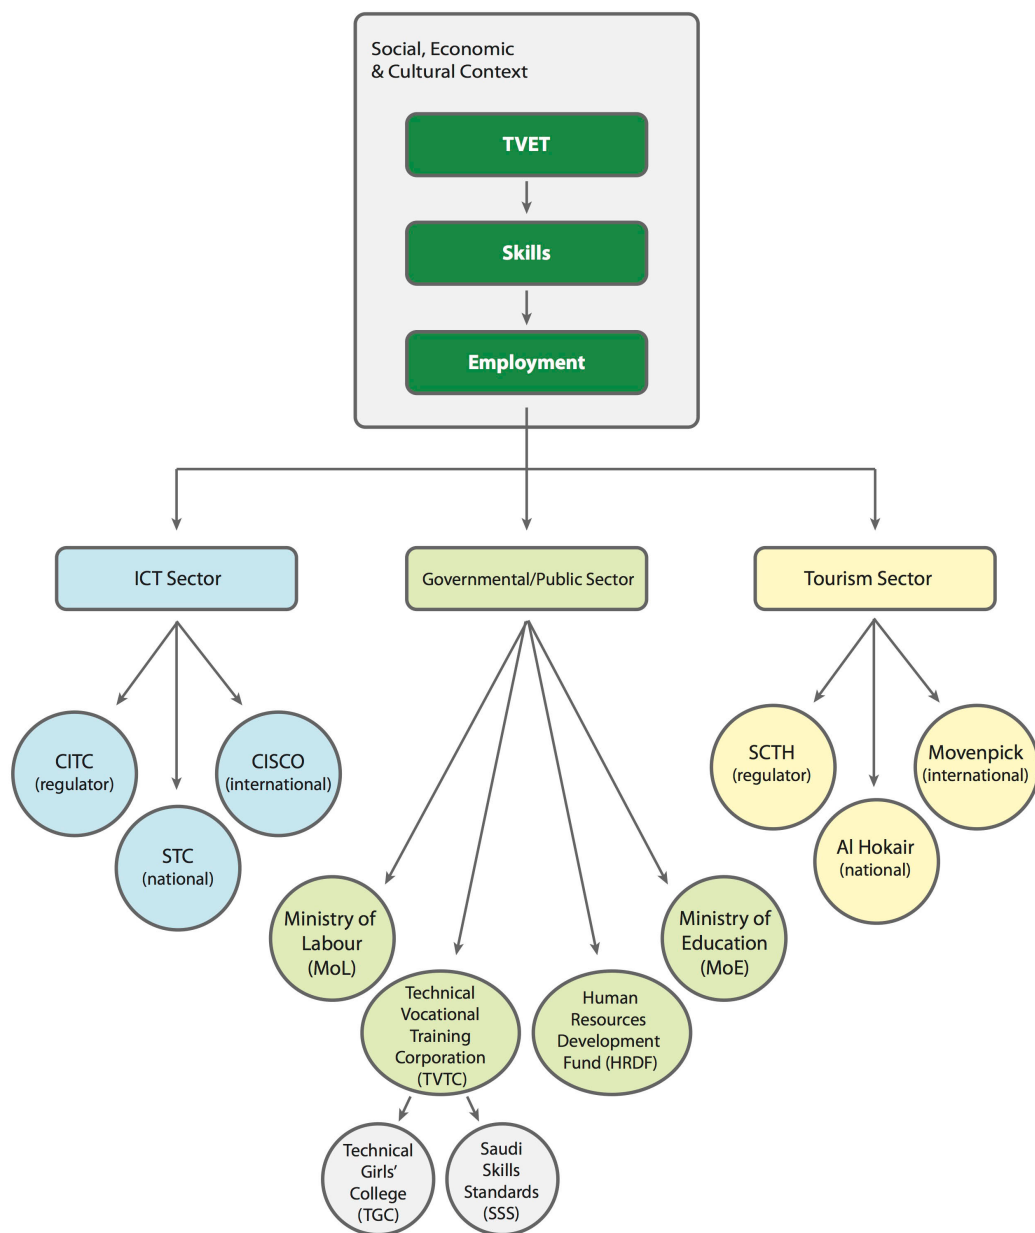 Social, Economic
& Cultural Context
TVET
Skills
Employment
ICT Sector
Governmental/Public Sector
Tourism Sector
CITC
(regulator)
STC
(national)
CISCO
(international)
Ministry of
Labour
(MoL)
Technical
Vocational
Training
Corporation
(TVTC)
Human
Resources
Development
Fund (HRDF)
Ministry of
Education
(MoE)
SCTH
(regulator)
Al Hokair
(national)
Movenpick
(international)
Technical
Girls’
College
(TGC)
Saudi
Skills
Standards
(SSS)